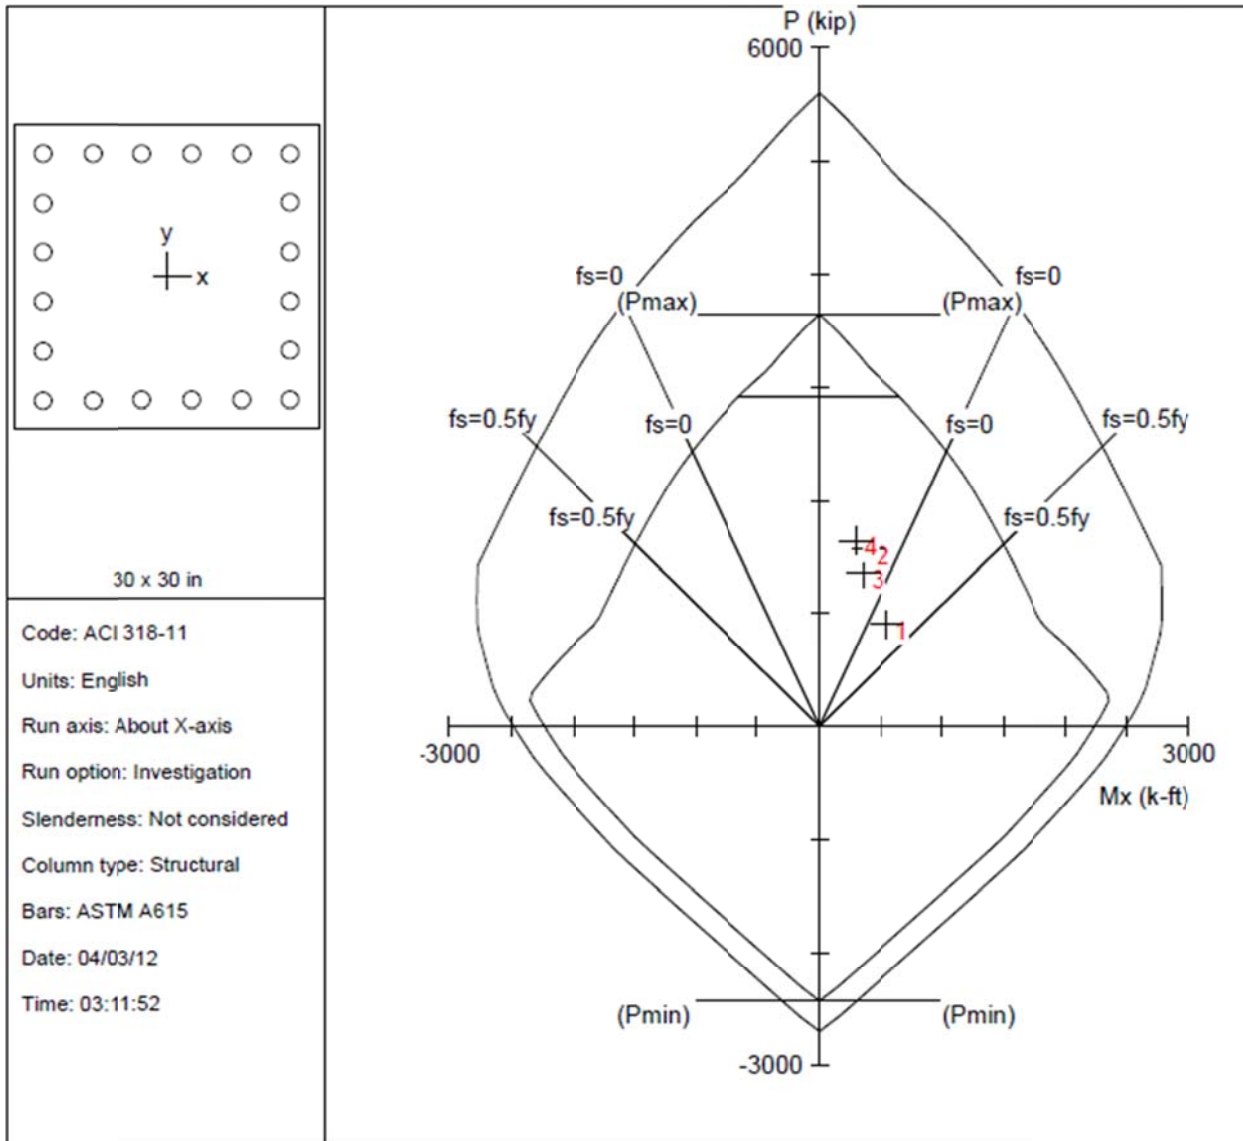 y
x
30 x 30 in
Code: ACI 318-11
Units: English
Run axis: About X-axis
Run option: Investigation
Slenderness: Not considered
Column type: Structural
Bars: ASTM A615
Date: 04/03/12
Time: 03:11:52
P (kip)
6000
fs=0
fs=0
(Pmax)
(Pmax)
fs=0.5fy
fs=0
fs=0
fs=0.5fy
fs=0.5fy
fs=0.5fy
4
2
3
1
-3000
3000
Mx (k-ft)
(Pmin)
(Pmin)
-3000